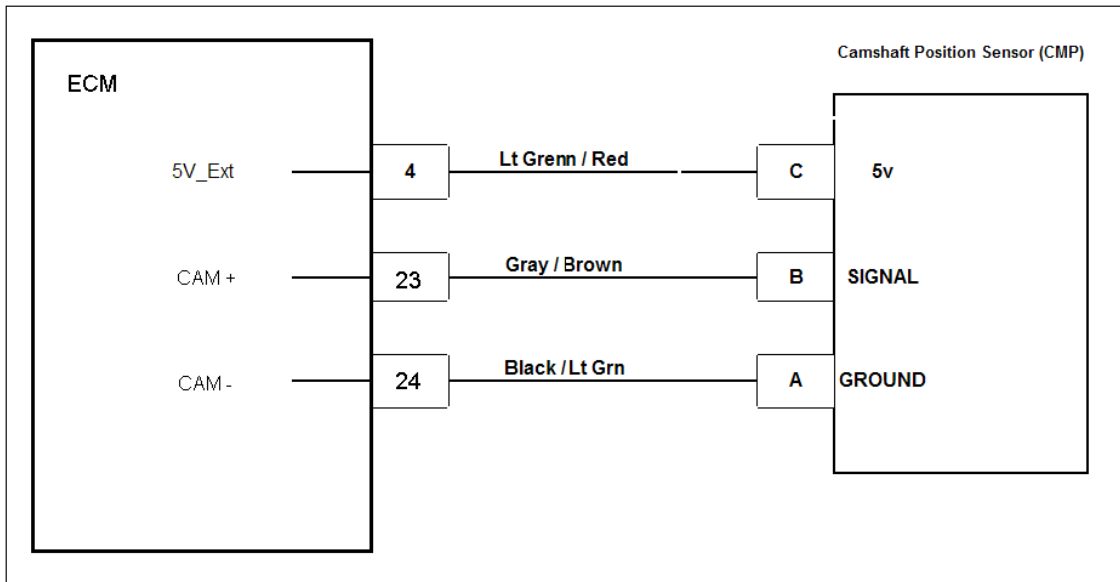 Camshaft Position Sensor (CMP)
ECM
5V_Ext
4
Lt Grenn / Red
C
5v
CAM +
23
Gray / Brown
B
SIGNAL
CAM -
24
Black / Lt Grn
A
GROUND